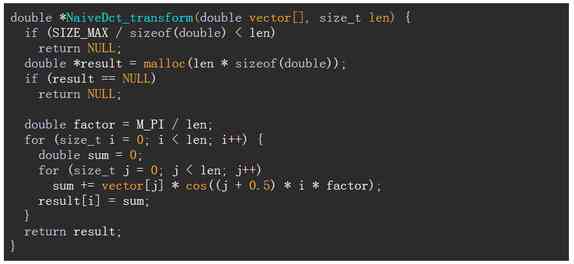 double *NaiveDct_transform(double vector[], size_t len) {
  if (SIZE_MAX / sizeof(double) < len)
    return NULL;
  double *result = malloc(len * sizeof(double));
  if (result == NULL)
    return NULL;

  double factor = M_PI / len;
  for (size_t i = 0; i < len; i++) {
    double sum = 0;
    for (size_t j = 0; j < len; j++)
      sum += vector[j] * cos((j + 0.5) * i * factor);
    result[i] = sum;
  }
  return result;
}